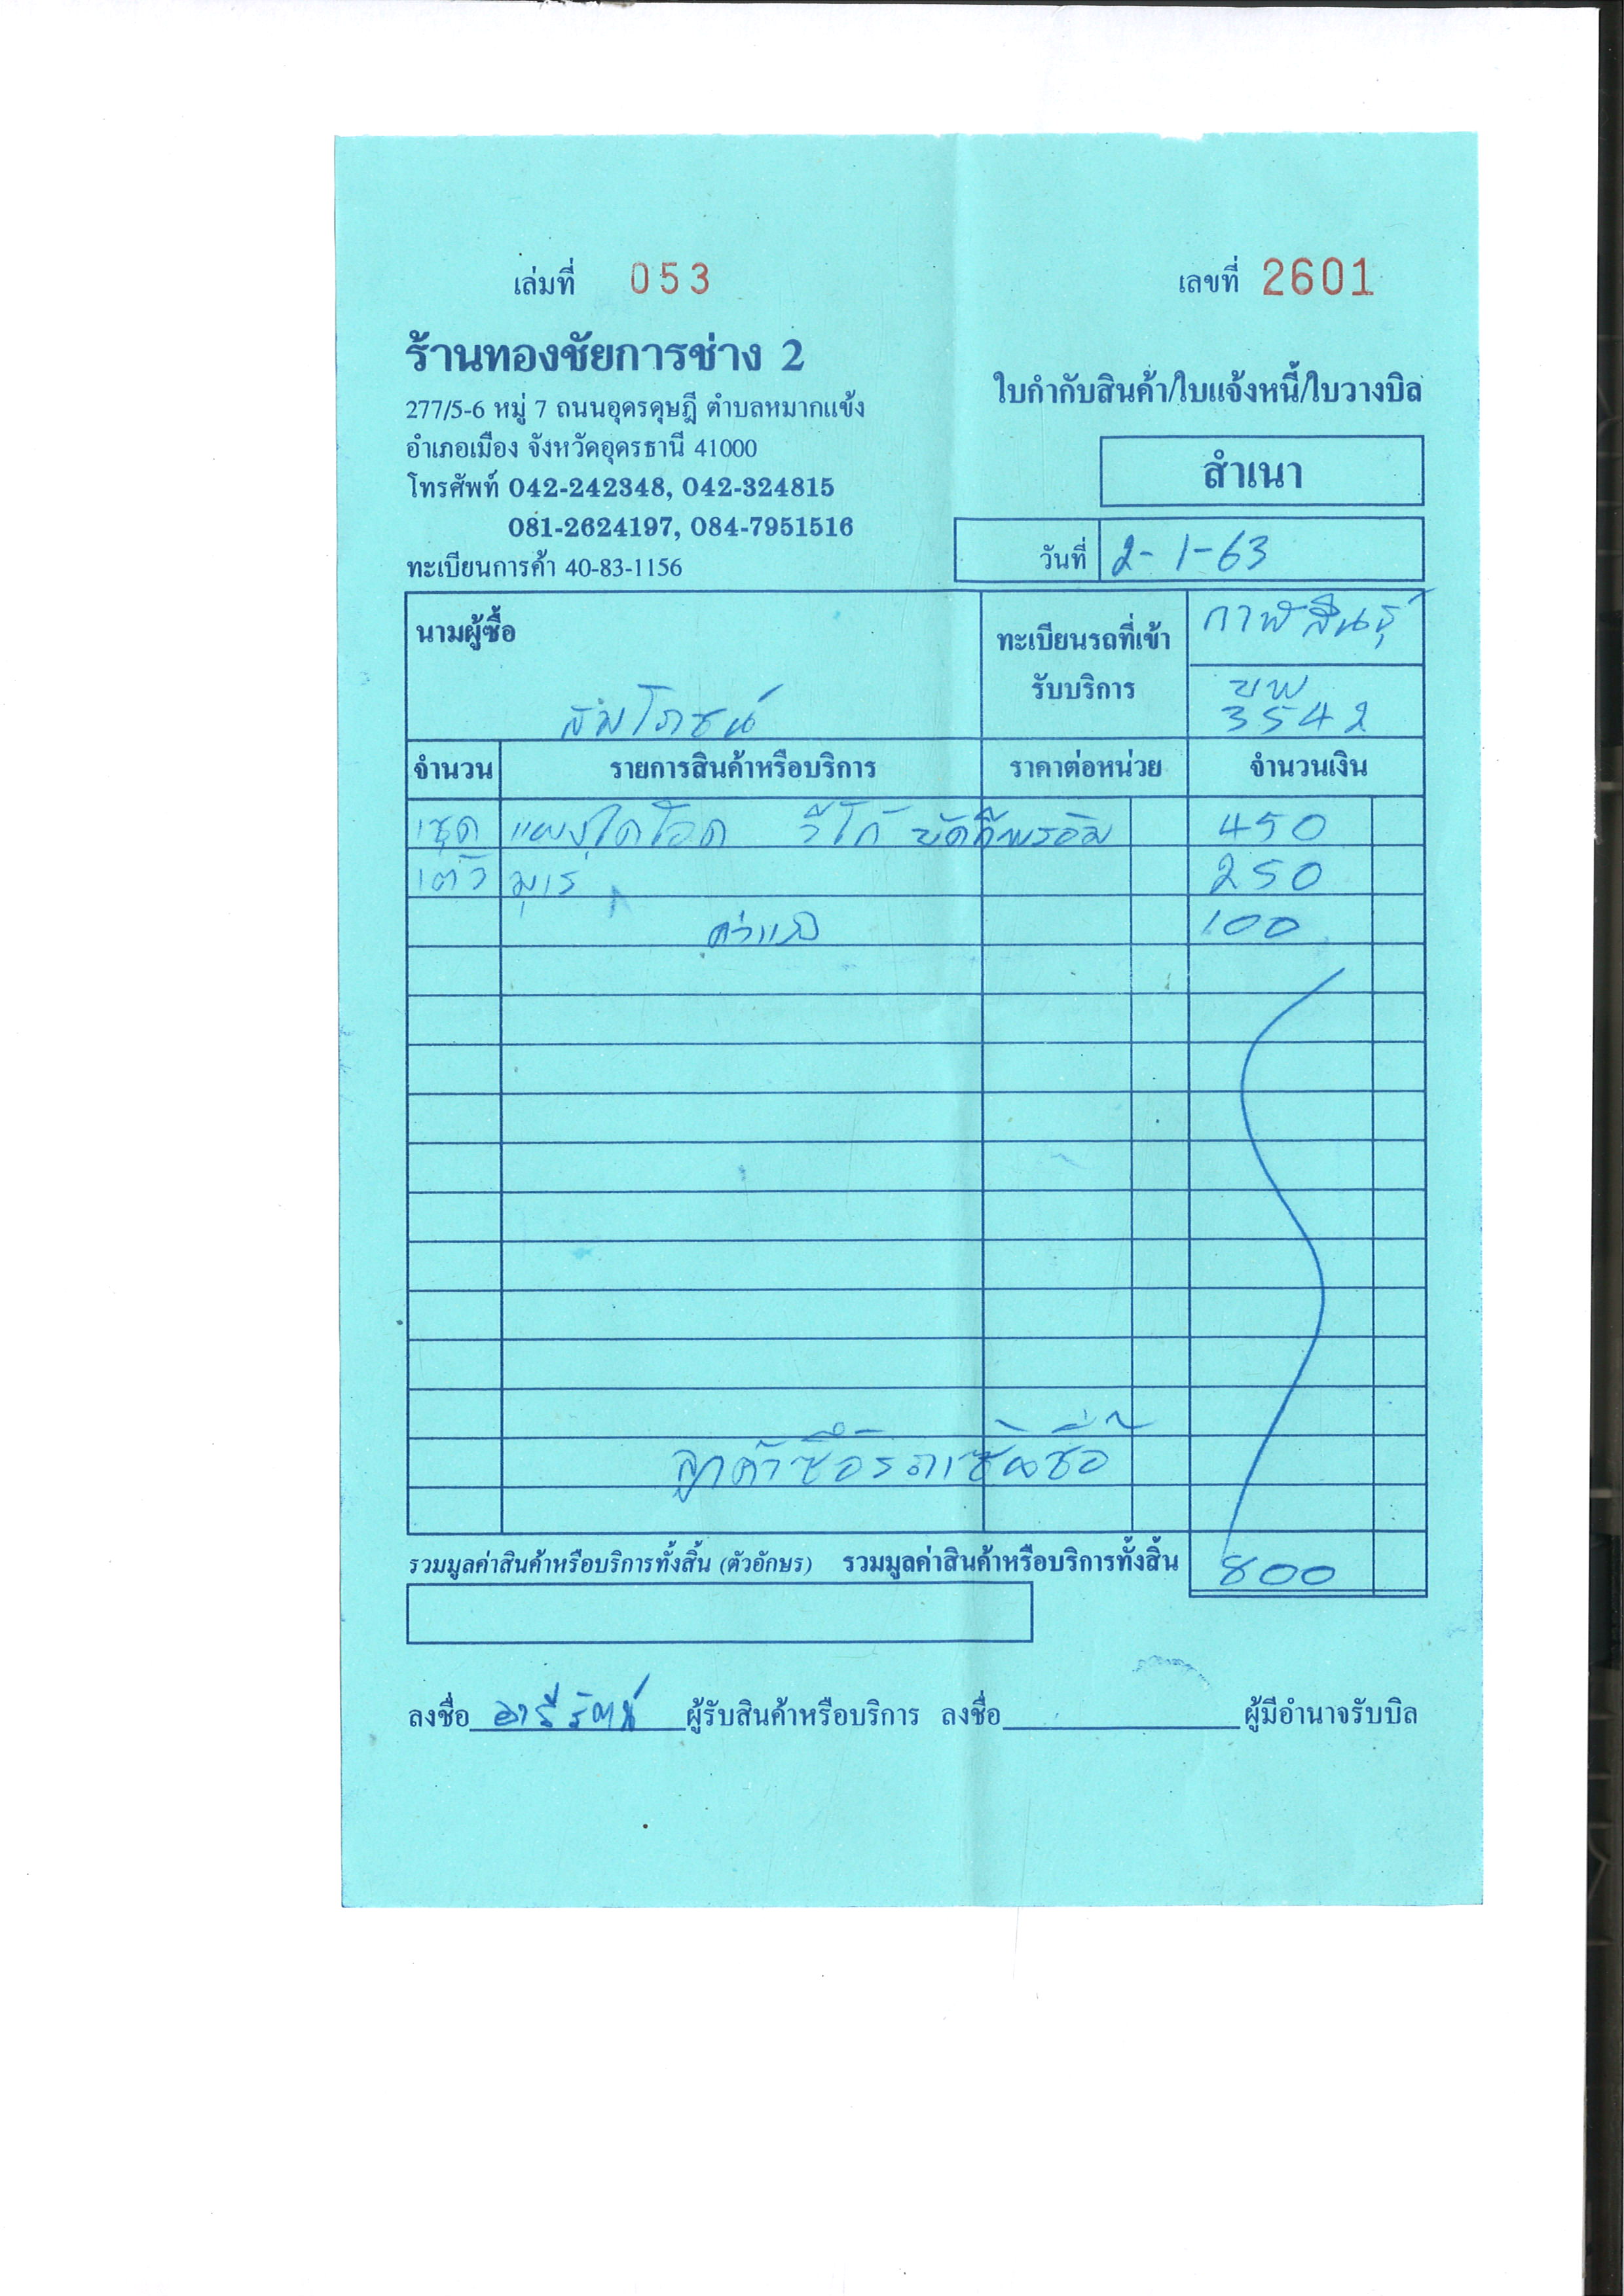 เล่มที่ 053
เลขที่ 2601
ร้านทองชัยการช่าง 2
277/5-6 หมู่ 7 ถนนอุดรดุษฎี ตำบลหมากแข้ง
อำเภอเมือง จังหวัดอุดรธานี 41000
โทรศัพท์ 042-242348, 042-324815
081-2624197, 084-7951516
ทะเบียนการค้า 40-83-1156
ใบกำกับสินค้า/ใบแจ้งหนี้/ใบวางบิล
สำเนา
วันที่ 2-1-63
นามผู้ซื้อ
สัมโภชน์
ทะเบียนรถที่เข้า
รับบริการ
กาฬสินธุ์
บพ
3542
จำนวน รายการสินค้าหรือบริการ ราคาต่อหน่วย จำนวนเงิน
1ชุด แผงไดโอด วีโก้ 450
1ตัว มูเร่ 250
ค่าแรง 100
ลูกค้าซื้อรถเซ็นชื่อ
รวมมูลค่าสินค้าหรือบริการทั้งสิ้น (ตัวอักษร) รวมมูลค่าสินค้าหรือบริการทั้งสิ้น 800
ลงชื่อ อารีรัตน์ ผู้รับสินค้าหรือบริการ ลงชื่อ ผู้มีอำนาจรับบิล